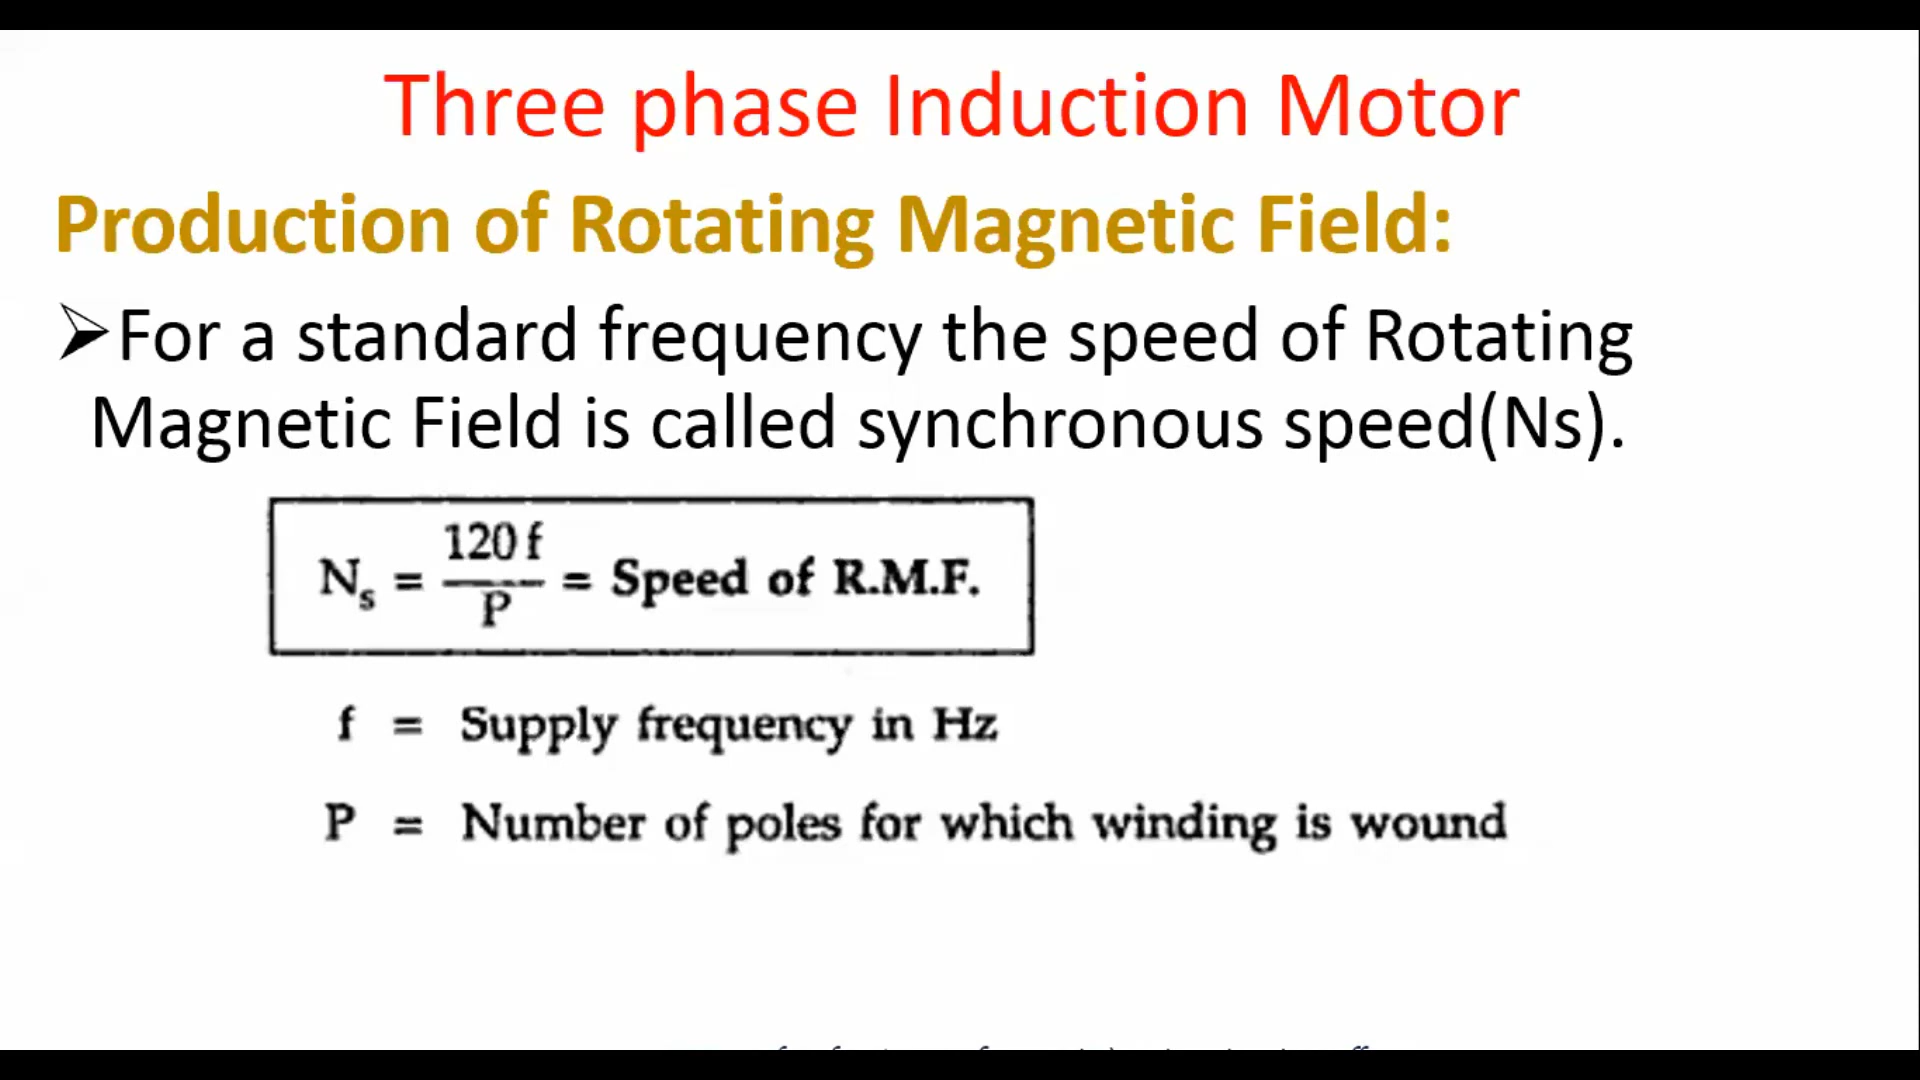 Three phase Induction Motor
Production of Rotating Magnetic Field:
➢For a standard frequency the speed of Rotating
Magnetic Field is called synchronous speed(Ns).
Ns = 120 f / P = Speed of R.M.F.
f = Supply frequency in Hz
P = Number of poles for which winding is wound